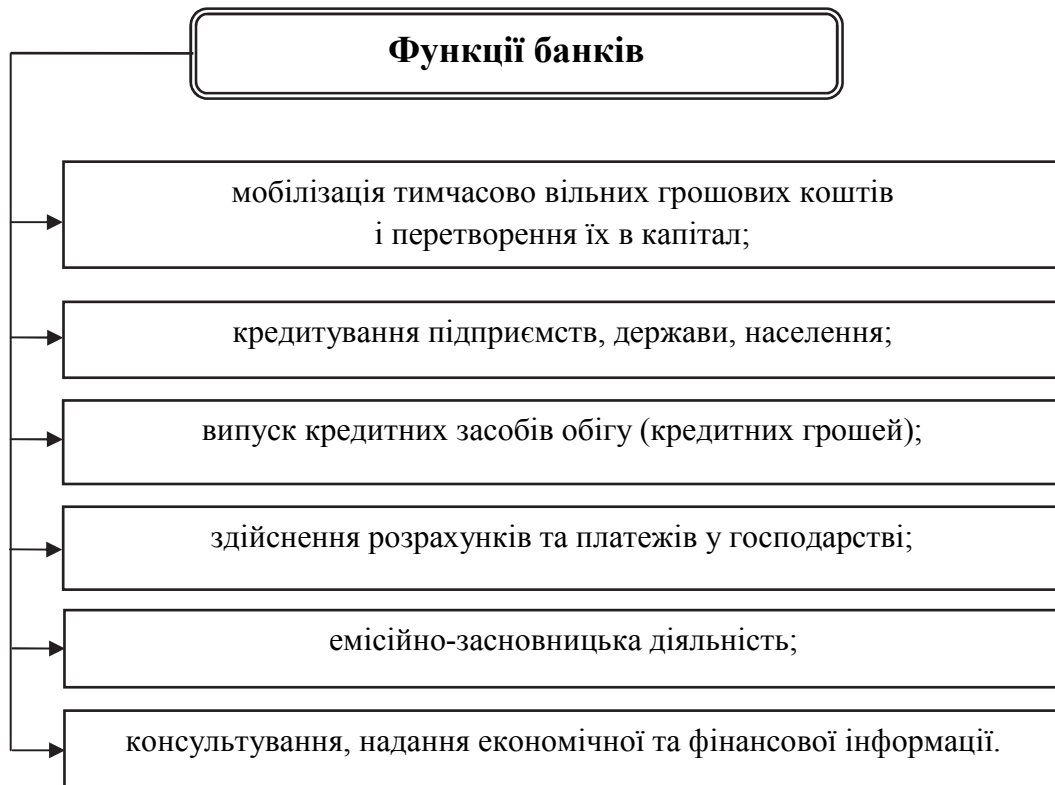 Функції банків
мобілізація тимчасово вільних грошових коштів
і перетворення їх в капітал;
кредитування підприємств, держави, населення;
випуск кредитних засобів обігу (кредитних грошей);
здійснення розрахунків та платежів у господарстві;
емісійно-засновницька діяльність;
консультування, надання економічної та фінансової інформації.